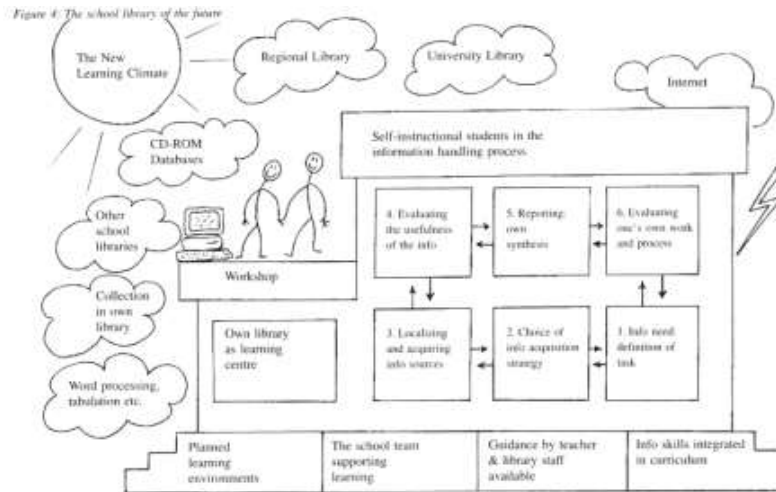 Figure 4: The school library of the future
The New
Learning Climate
Regional Library
University Library
Internet
CD-ROM
Databases
Self-instructional students in the
information handling process
Other
school
libraries
4. Evaluating
the usefulness
of the info
5. Reporting:
own
synthesis
6. Evaluating
one's own work
and process
Workshop
Collection
in own
library
Own library
as learning
centre
3. Localising
and acquiring
info sources
2. Choice of
info acquisition
strategy
1. Info need:
definition of
task
Word processing,
tabulation etc.
Planned
learning
environments
The school team
supporting
learning
Guidance by teacher
& library staff
available
Info skills integrated
in curriculum